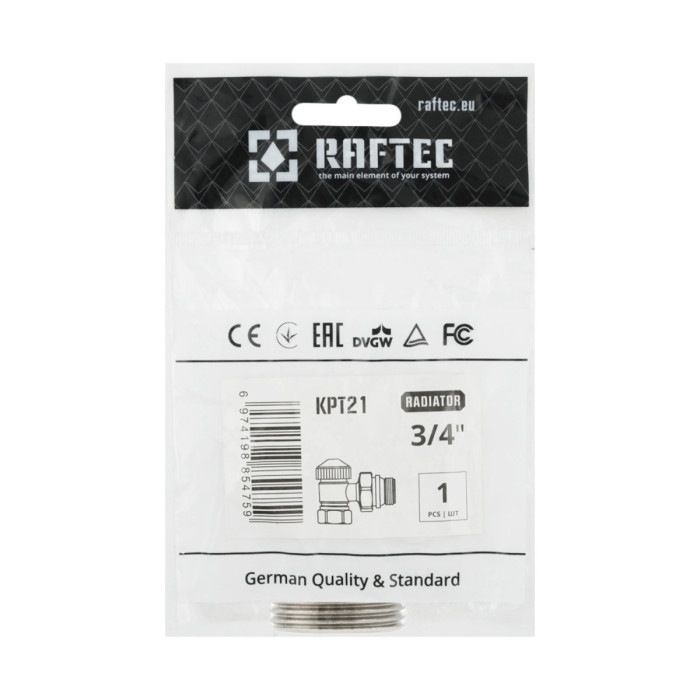 raftec.eu
RAFTEC
the main element of your system
CE EAC DVGW FC
KPT21
RADIATOR
3/4"
6 974198 854759
1
PCS | ШТ
German Quality & Standard